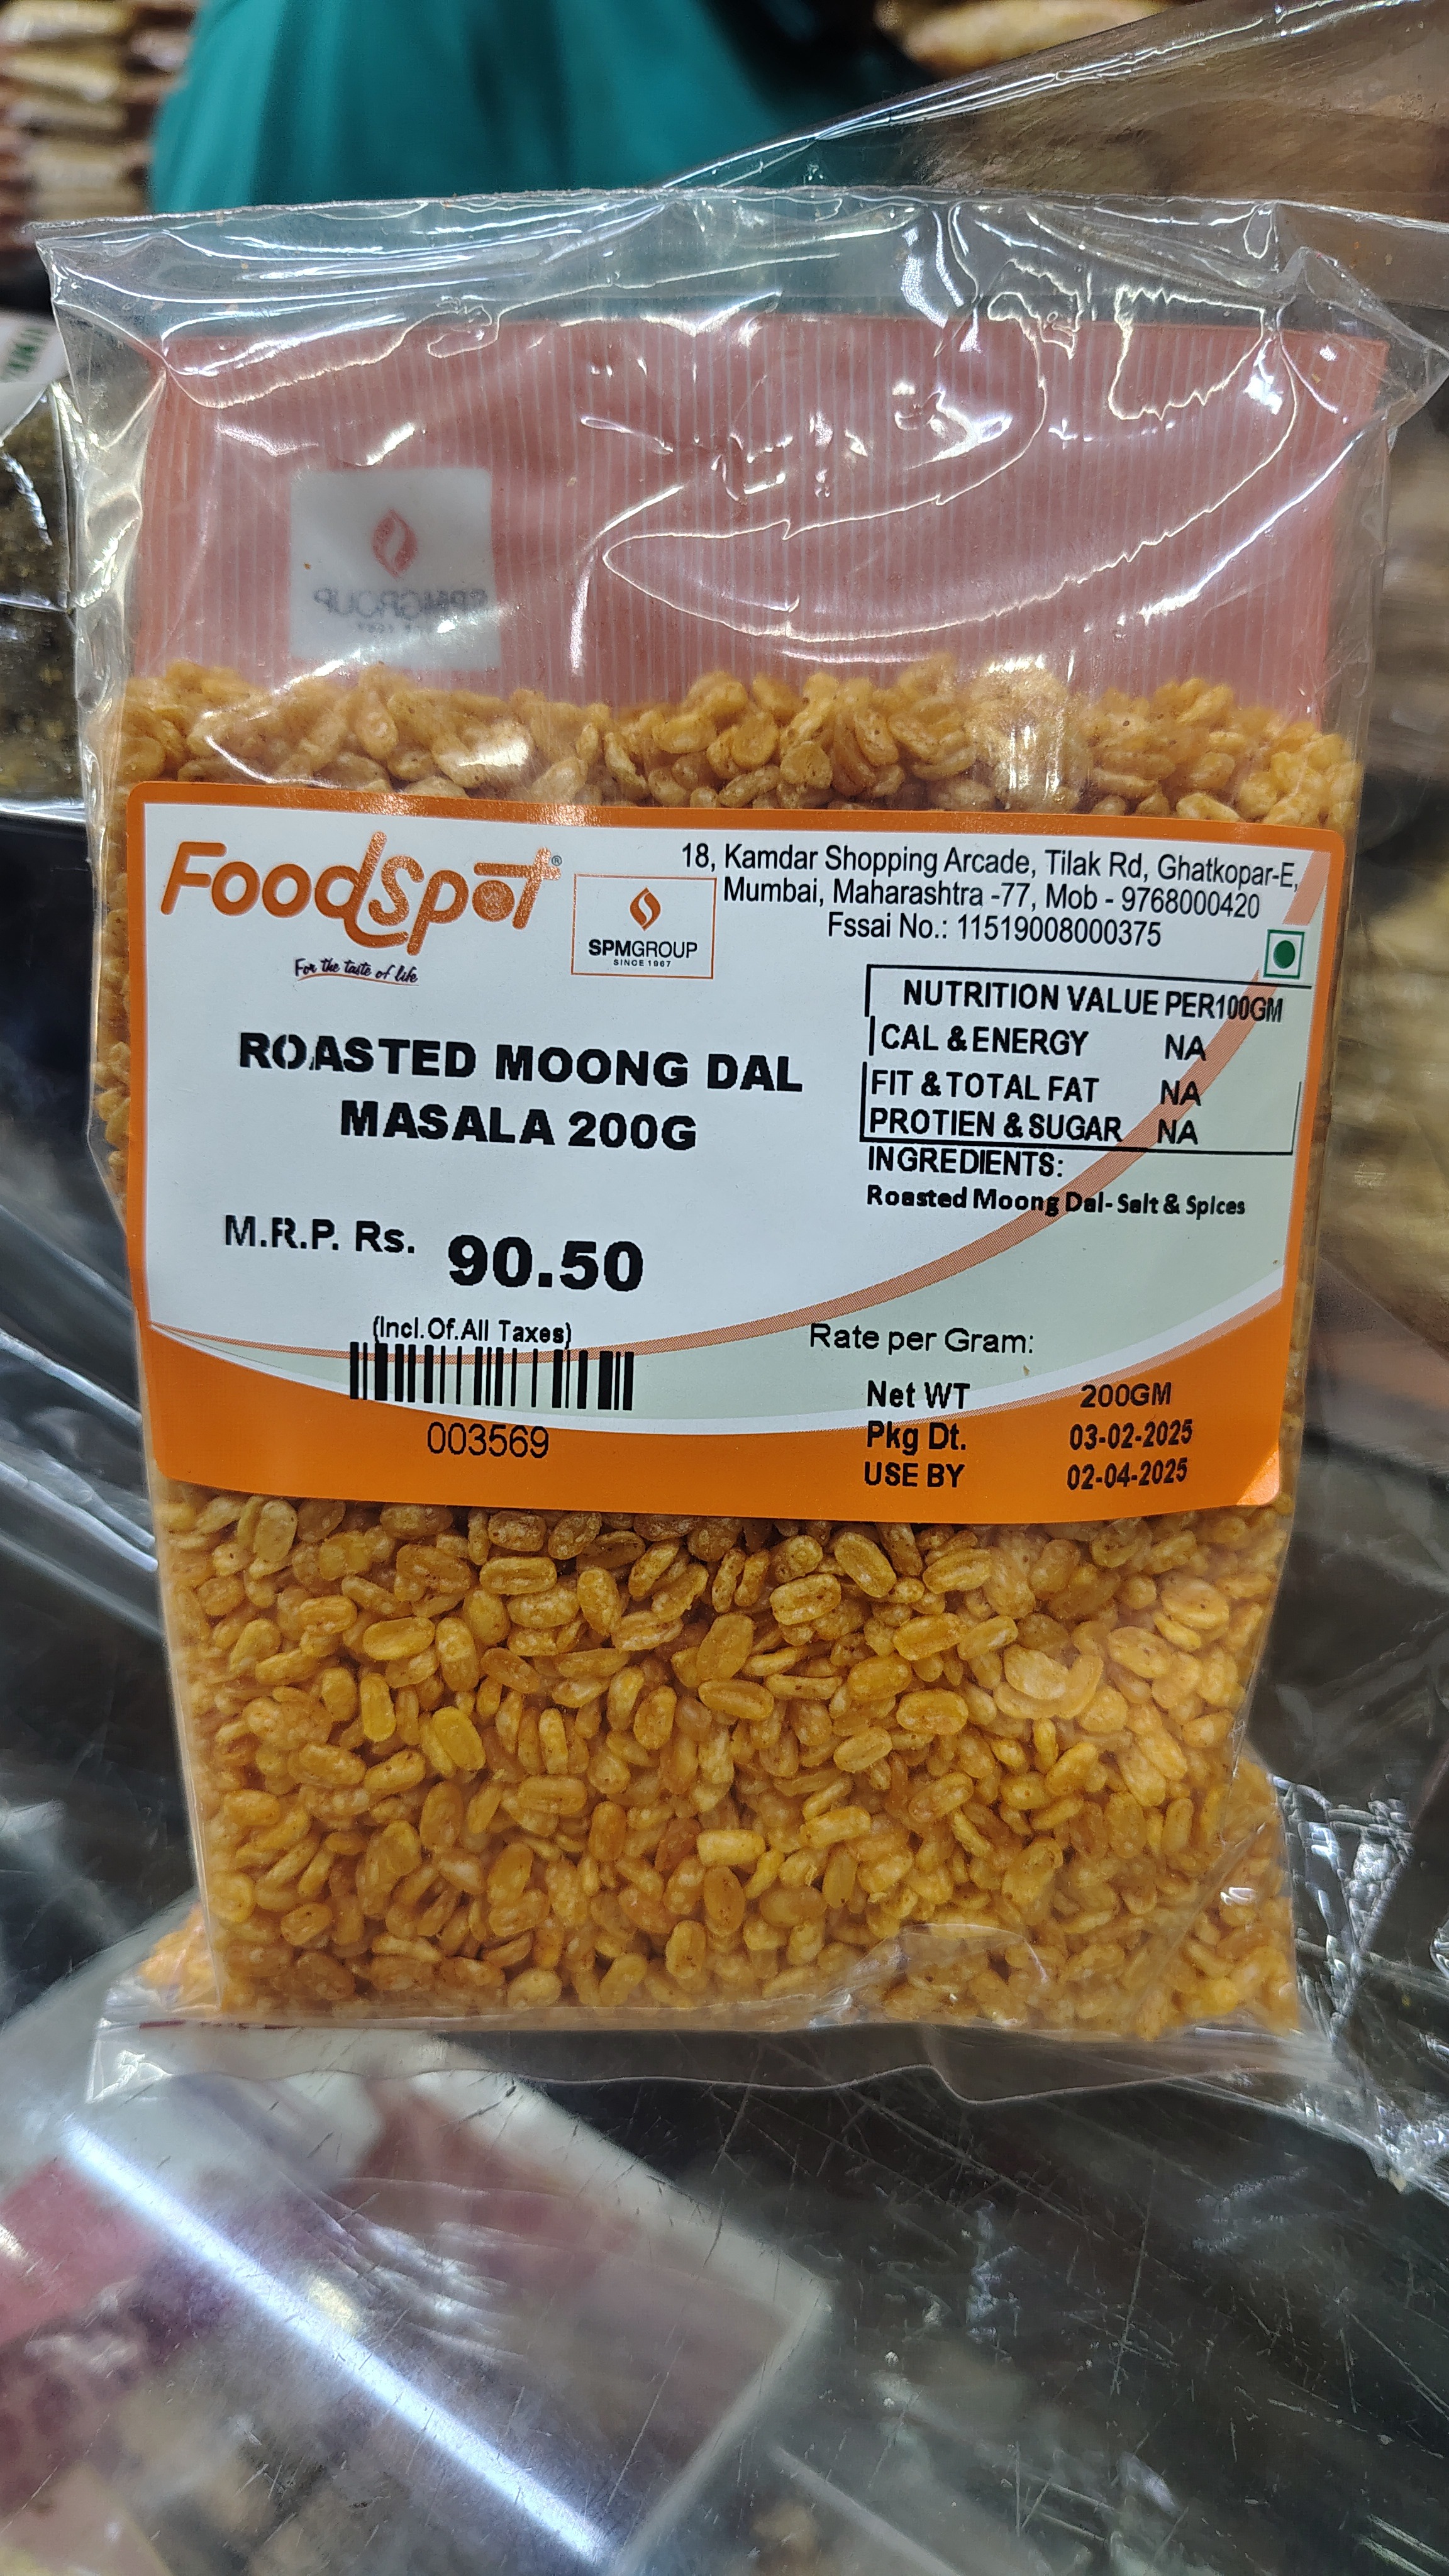 SPMGROUP
FoodSpot®
For the taste of life
SPMGROUP
SINCE 1967
18, Kamdar Shopping Arcade, Tilak Rd, Ghatkopar-E,
Mumbai, Maharashtra -77, Mob - 9768000420
Fssai No.: 11519008000375
ROASTED MOONG DAL
MASALA 200G
NUTRITION VALUE PER100GM
CAL & ENERGY NA
FIT & TOTAL FAT NA
PROTIEN & SUGAR NA
INGREDIENTS:
Roasted Moong Dal- Salt & Spices
M.R.P. Rs. 90.50
(Incl.Of.All Taxes)
003569
Rate per Gram:
Net WT 200GM
Pkg Dt. 03-02-2025
USE BY 02-04-2025